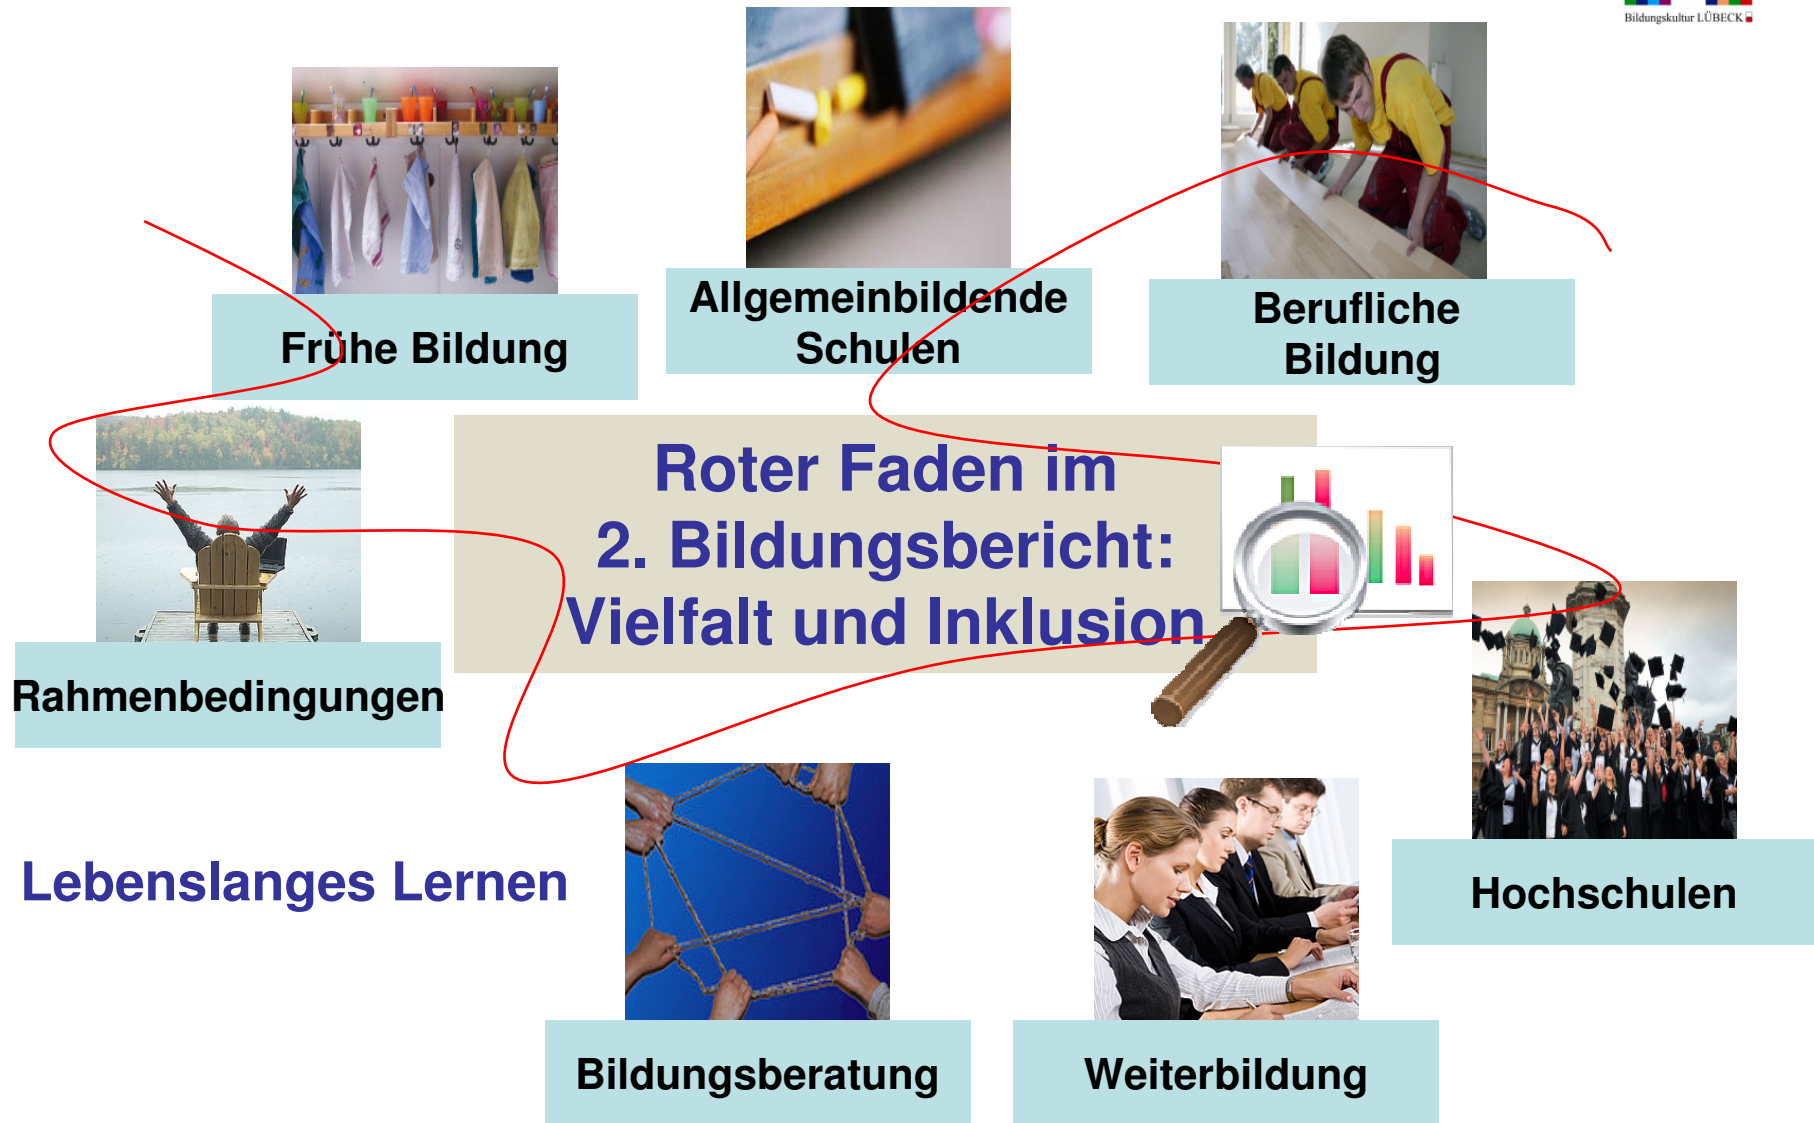 Bildungskultur LÜBECK
Frühe Bildung
Allgemeinbildende
Schulen
Berufliche
Bildung
Roter Faden im
2. Bildungsbericht:
Vielfalt und Inklusion
Rahmenbedingungen
Lebenslanges Lernen
Hochschulen
Bildungsberatung
Weiterbildung